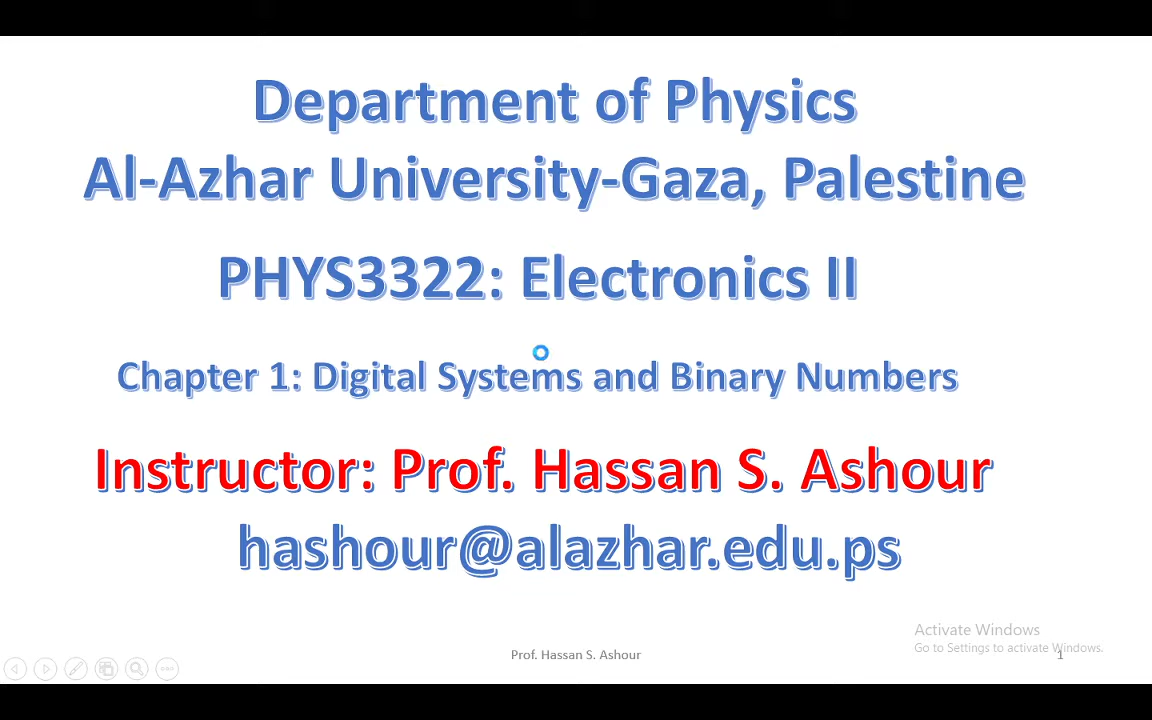 Department of Physics
Al-Azhar University-Gaza, Palestine
PHYS3322: Electronics II
Chapter 1: Digital Systems and Binary Numbers
Instructor: Prof. Hassan S. Ashour
hashour@alazhar.edu.ps
Activate Windows
Go to Settings to activate Windows.
Prof. Hassan S. Ashour
1